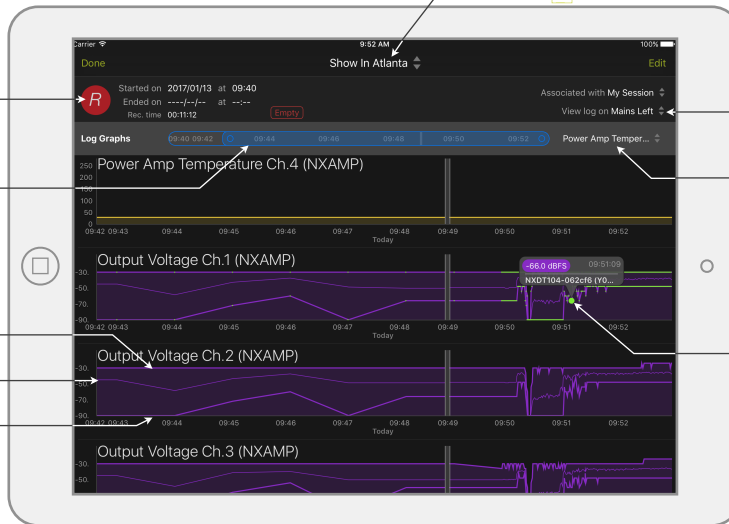 Carrier 9:52 AM 100%
Done Show In Atlanta Edit
R
Started on 2017/01/13 at 09:40
Ended on ----/--/-- at --:--
Rec. time 00:11:12 Empty
Associated with My Session
View log on Mains Left
Log Graphs 09:40 09:42 09:44 09:46 09:48 09:50 09:52 Power Amp Temper...
Power Amp Temperature Ch.4 (NXAMP)
250
200
150
100
50
0
09:42 09:43 09:44 09:45 09:46 09:47 09:48 09:49 09:50 09:51 09:52
Today
Output Voltage Ch.1 (NXAMP)
-66.0 dBFS 09:51:09
NXDT104-062cf6 (Y0...
-30.
-50.
-70.
-90.
09:42 09:43 09:44 09:45 09:46 09:47 09:48 09:49 09:50 09:51 09:52
Today
Output Voltage Ch.2 (NXAMP)
-30.
-50.
-70.
-90.
09:42 09:43 09:44 09:45 09:46 09:47 09:48 09:49 09:50 09:51 09:52
Today
Output Voltage Ch.3 (NXAMP)
-30.
-50.